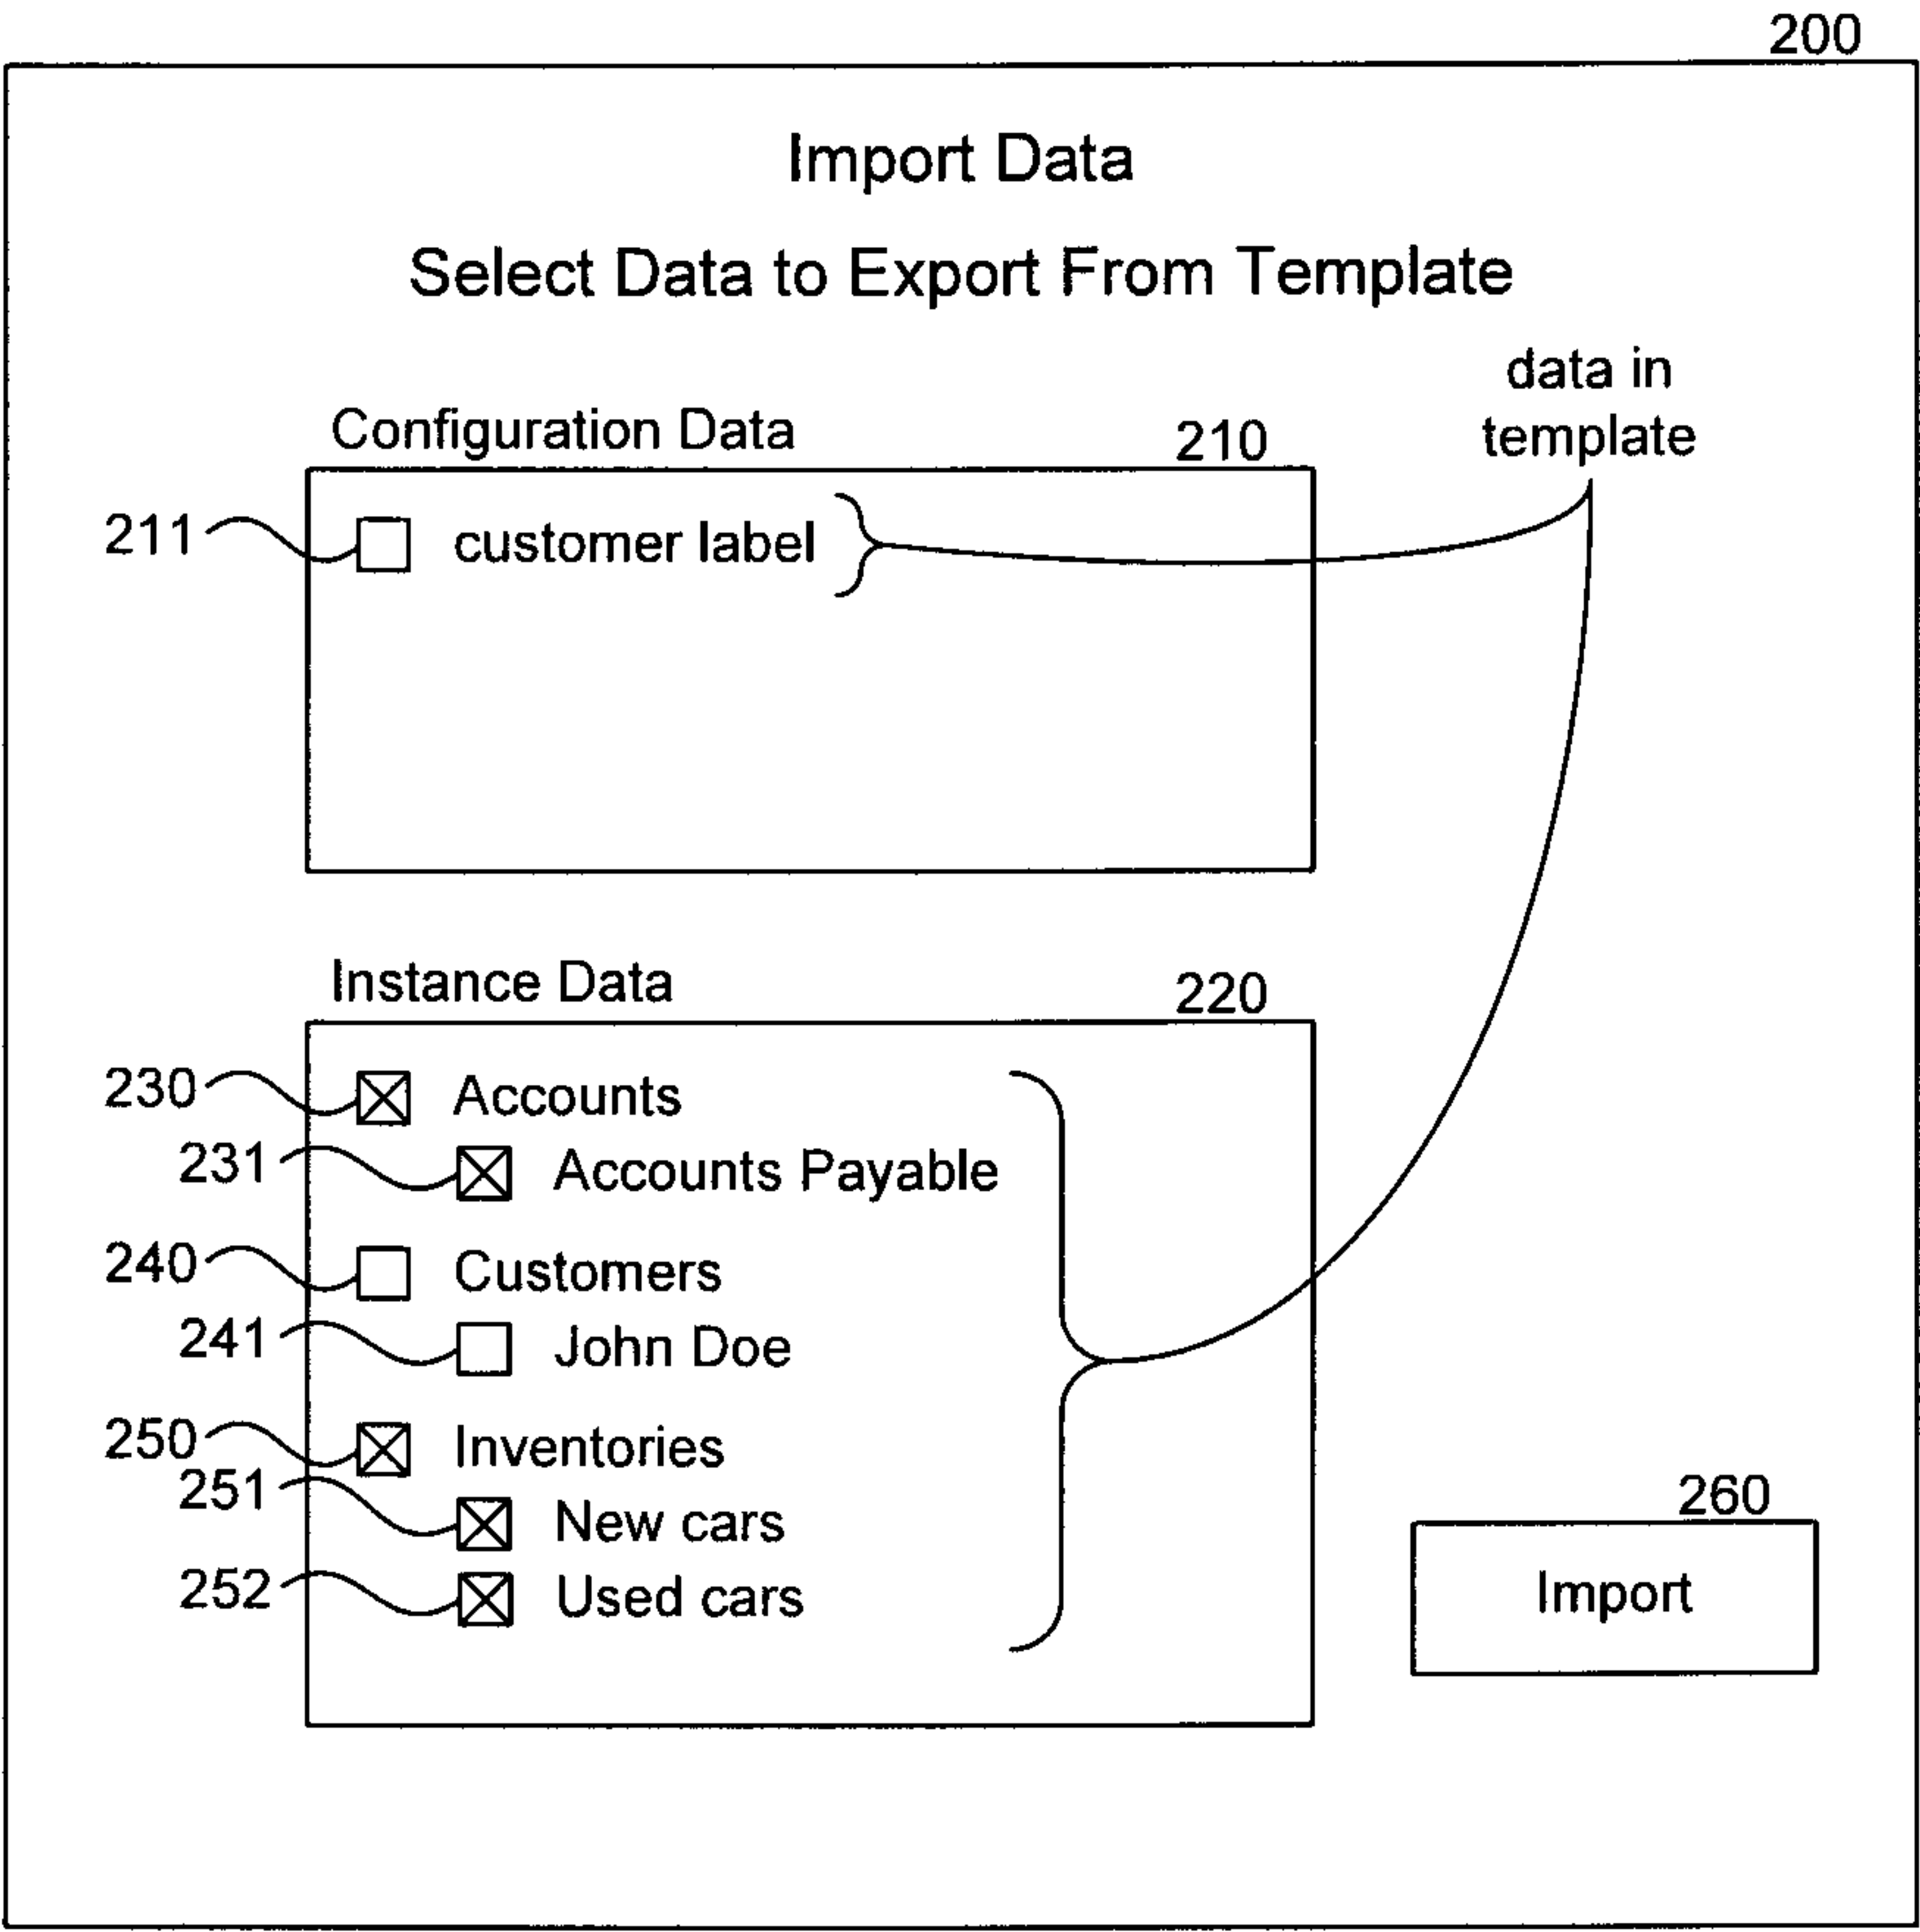 200
Import Data
Select Data to Export From Template
data in
template
Configuration Data 210
211 customer label
Instance Data 220
230 Accounts
231 Accounts Payable
240 Customers
241 John Doe
250 Inventories
251 New cars
252 Used cars
260
Import